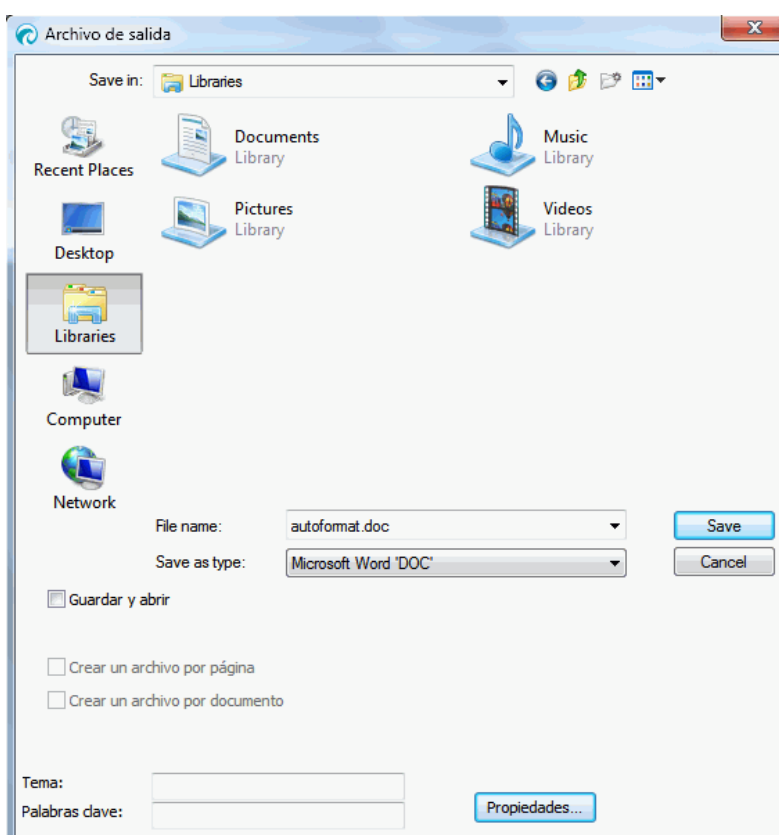 Archivo de salida
Save in: Libraries
Recent Places
Desktop
Libraries
Computer
Network
Documents
Library
Music
Library
Pictures
Library
Videos
Library
File name: autoformat.doc Save
Save as type: Microsoft Word 'DOC' Cancel
Guardar y abrir
Crear un archivo por página
Crear un archivo por documento
Tema:
Palabras clave: Propiedades...